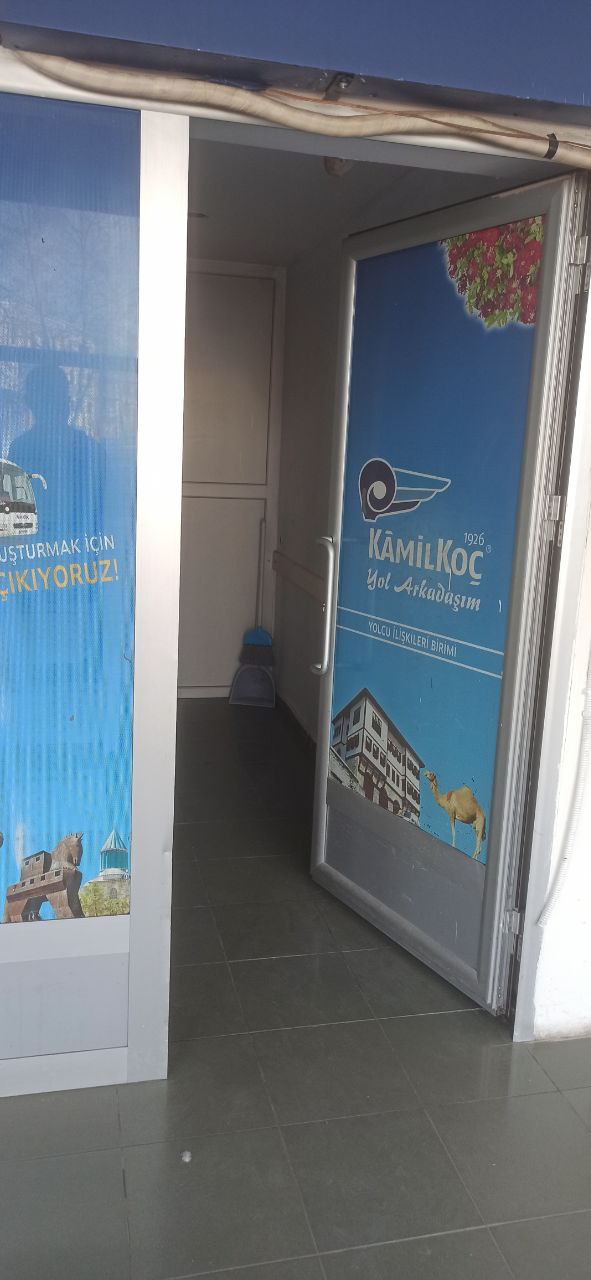 UŞTURMAK İÇİN
ÇIKIYORUZ!
1926
KÂMİLKOÇ®
Yol Arkadaşım
YOLCU İLİŞKİLERİ BİRİMİ